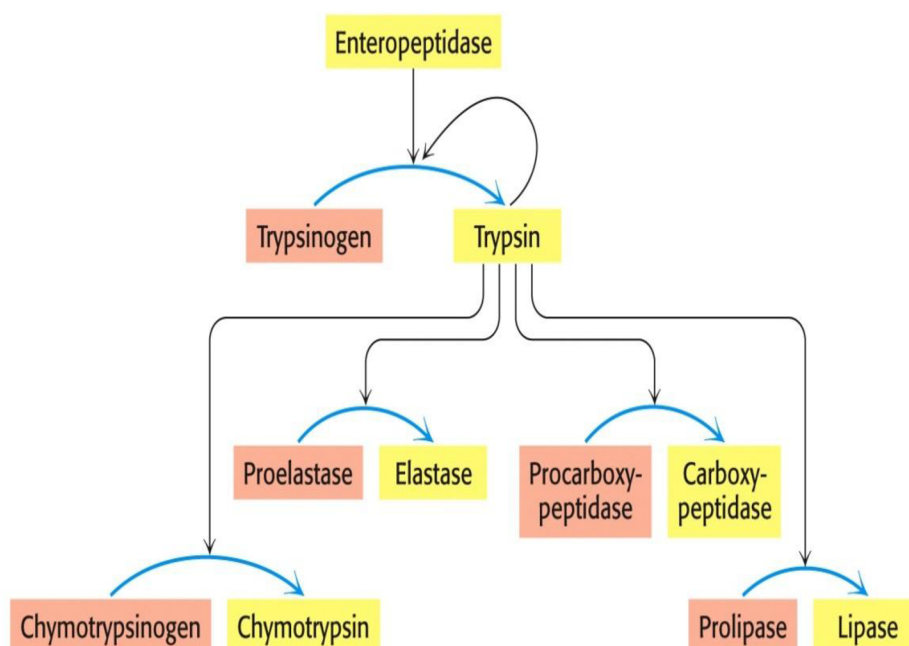 Enteropeptidase
Trypsinogen
Trypsin
Proelastase
Elastase
Procarboxy-
peptidase
Carboxy-
peptidase
Chymotrypsinogen
Chymotrypsin
Prolipase
Lipase